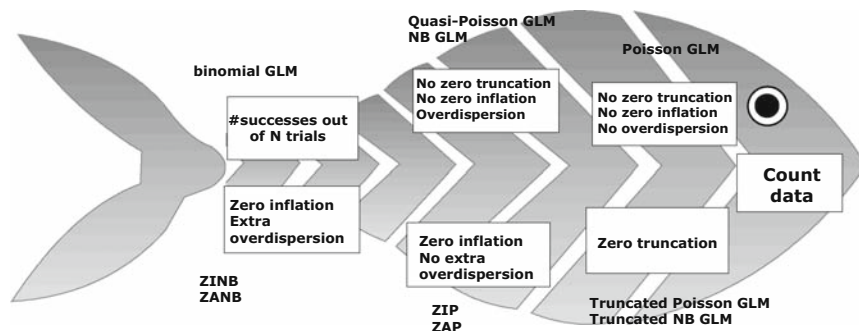 Quasi-Poisson GLM
NB GLM
Poisson GLM
binomial GLM
#successes out
of N trials
No zero truncation
No zero inflation
Overdispersion
No zero truncation
No zero inflation
No overdispersion
Count
data
Zero inflation
Extra
overdispersion
Zero inflation
No extra
overdispersion
Zero truncation
ZINB
ZANB
ZIP
ZAP
Truncated Poisson GLM
Truncated NB GLM